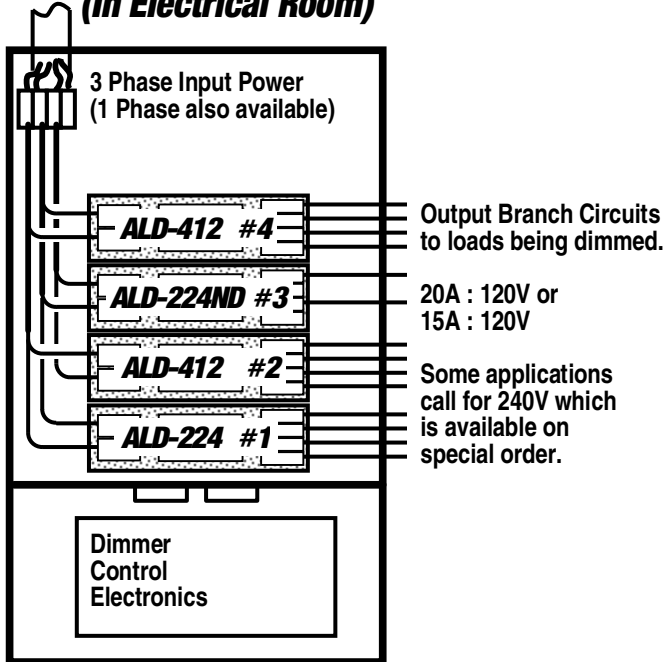 (In Electrical Room)
3 Phase Input Power
(1 Phase also available)
ALD-412 #4
ALD-224ND #3
ALD-412 #2
ALD-224 #1
Output Branch Circuits
to loads being dimmed.
20A : 120V or
15A : 120V
Some applications
call for 240V which
is available on
special order.
Dimmer
Control
Electronics